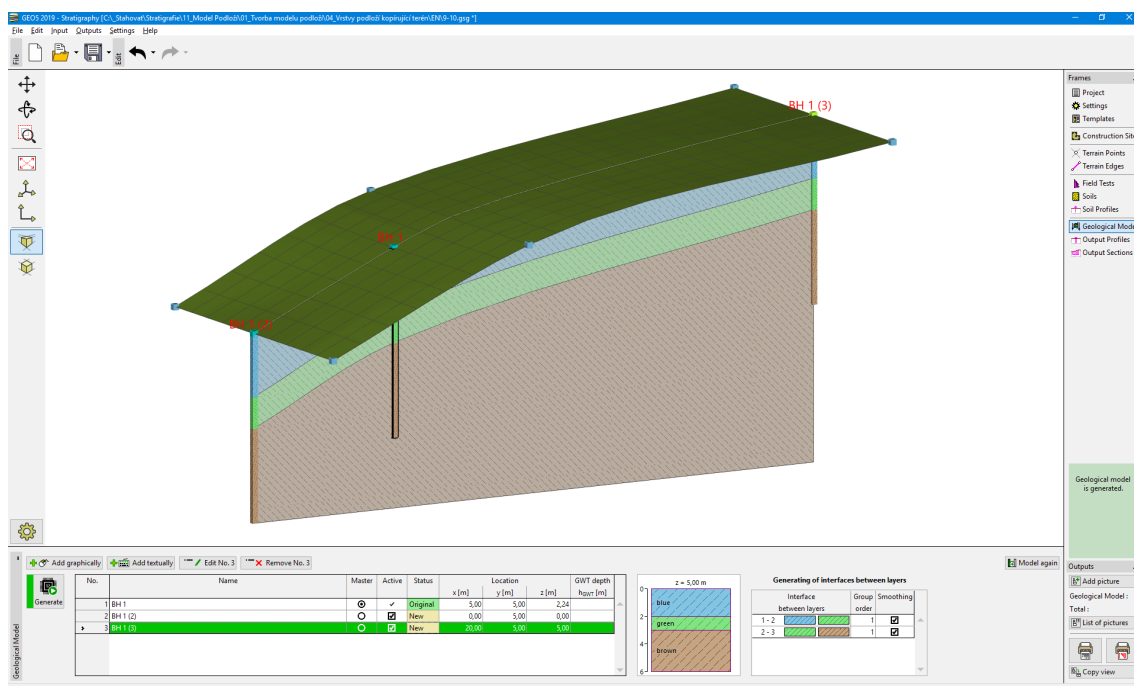 GEO5 2019 - Stratigraphy [C:\_Stahovat\Stratigrafie\11_Model Podloží\01_Tvorba modelu podloží\04_Vrstvy podloží kopírující terén\EN\9-10.gsg *]
File Edit Input Outputs Settings Help
File
Edit
Frames
Project
Settings
Templates
Construction Site
Terrain Points
Terrain Edges
Field Tests
Soils
Soil Profiles
Geological Mode
Output Profiles
Output Sections
BH 1 (3)
BH 1
BH 1 (2)
Geological model
is generated.
Add graphically Add textually Edit No. 3 Remove No. 3 Model again
Generate
No. Name Master Active Status Location GWT depth
x [m] y [m] z [m] hGWT [m]
1 BH 1 Original 5,00 5,00 2,24
2 BH 1 (2) New 0,00 5,00 0,00
3 BH 1 (3) New 20,00 5,00 5,00
Geological Model
z = 5,00 m
0
blue
2
green
4
brown
6
Generating of interfaces between layers
Interface Group Smoothing
between layers order
1 - 2 1
2 - 3 1
Outputs
Add picture
Geological Model :
Total :
List of pictures
Copy view